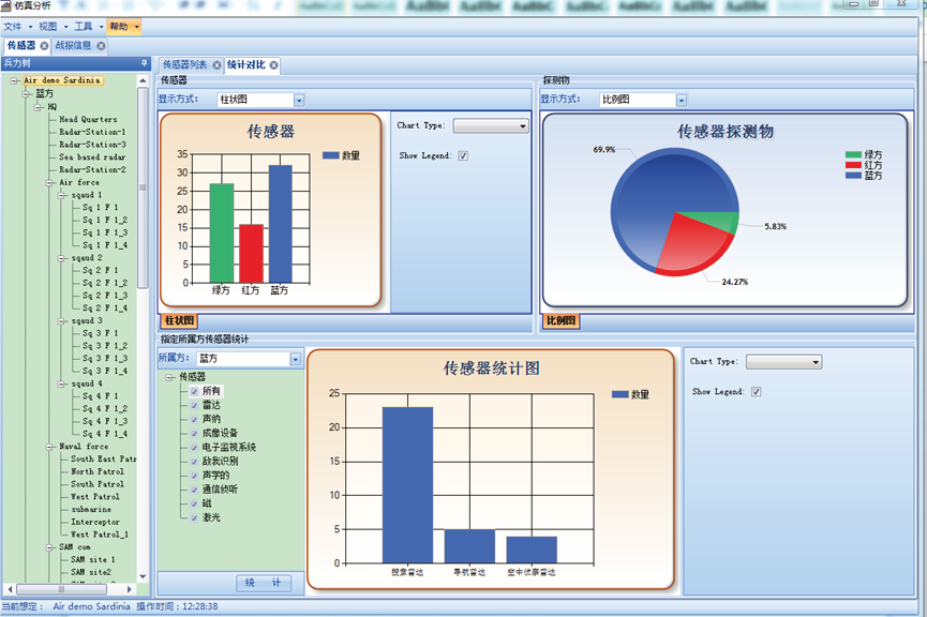 仿真分析
文件 视图 工具 帮助
传感器 战报信息
兵力树
Air demo Sardinia
蓝方
HQ
Head Quarters
Radar-Station-1
Radar-Station-3
Sea based radar
Radar-Station-2
Air force
sqaud 1
Sq 1 F 1
Sq 1 F 1_2
Sq 1 F 1_3
Sq 1 F 1_4
sqaud 2
Sq 2 F 1
Sq 2 F 1_2
Sq 2 F 1_3
Sq 2 F 1_4
sqaud 3
Sq 3 F 1
Sq 3 F 1_2
Sq 3 F 1_3
Sq 3 F 1_4
sqaud 4
Sq 4 F 1
Sq 4 F 1_2
Sq 4 F 1_3
Sq 4 F 1_4
Naval force
South East Patr
North Patrol
South Patrol
West Patrol
submarine
Interceptor
West Patrol_1
SAM com
SAM site 1
SAM site2
传感器列表 统计对比
传感器
显示方式: 柱状图
传感器
数量
35
30
25
20
15
10
5
0
绿方 红方 蓝方
Chart Type:
Show Legend:
柱状图
探测物
显示方式: 比例图
传感器探测物
69.9%
5.83%
24.27%
绿方
红方
蓝方
比例图
指定所属方传感器统计
所属方: 蓝方
传感器
所有
雷达
声纳
成像设备
电子监视系统
敌我识别
声学的
通信侦听
磁
激光
统 计
传感器统计图
数量
25
20
15
10
5
0
搜索雷达 导航雷达 空中侦察雷达
Chart Type:
Show Legend:
当前想定: Air demo Sardinia 操作时间:12:28:38